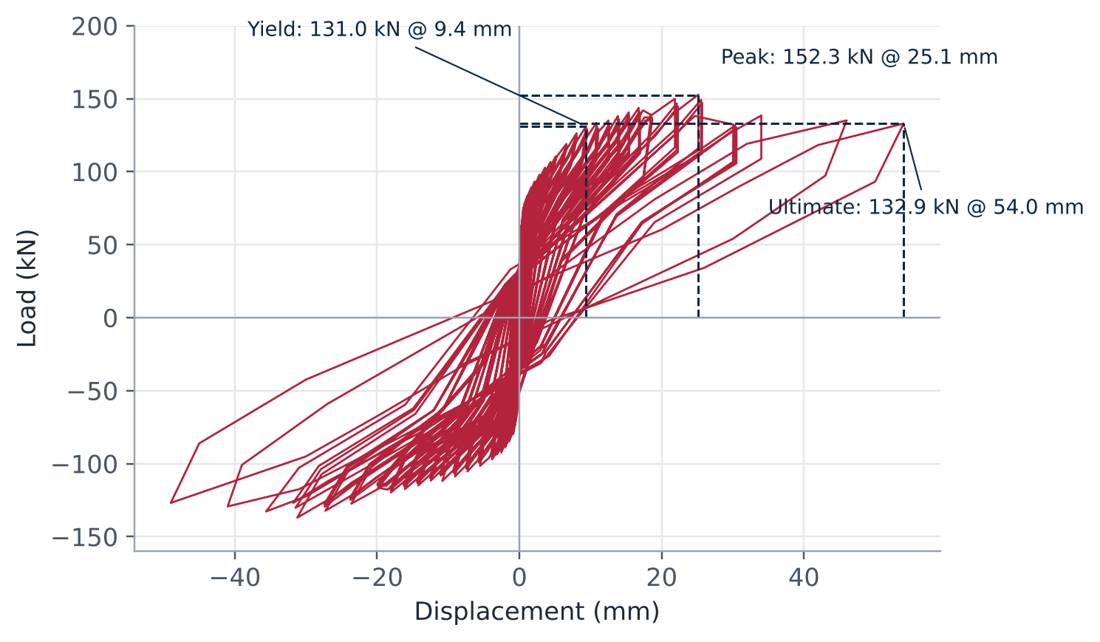 Yield: 131.0 kN @ 9.4 mm
Peak: 152.3 kN @ 25.1 mm
Ultimate: 132.9 kN @ 54.0 mm
Load (kN)
200
150
100
50
0
−50
−100
−150
−40
−20
0
20
40
Displacement (mm)